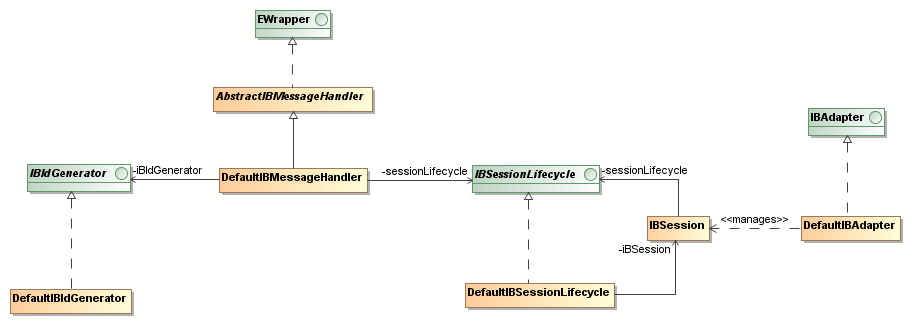 EWrapper
AbstractIBMessageHandler
IBAdapter
IBIdGenerator
-iBIdGenerator
DefaultIBMessageHandler
-sessionLifecycle
IBSessionLifecycle
-sessionLifecycle
IBSession
<<manages>>
DefaultIBAdapter
-iBSession
DefaultIBIdGenerator
DefaultIBSessionLifecycle